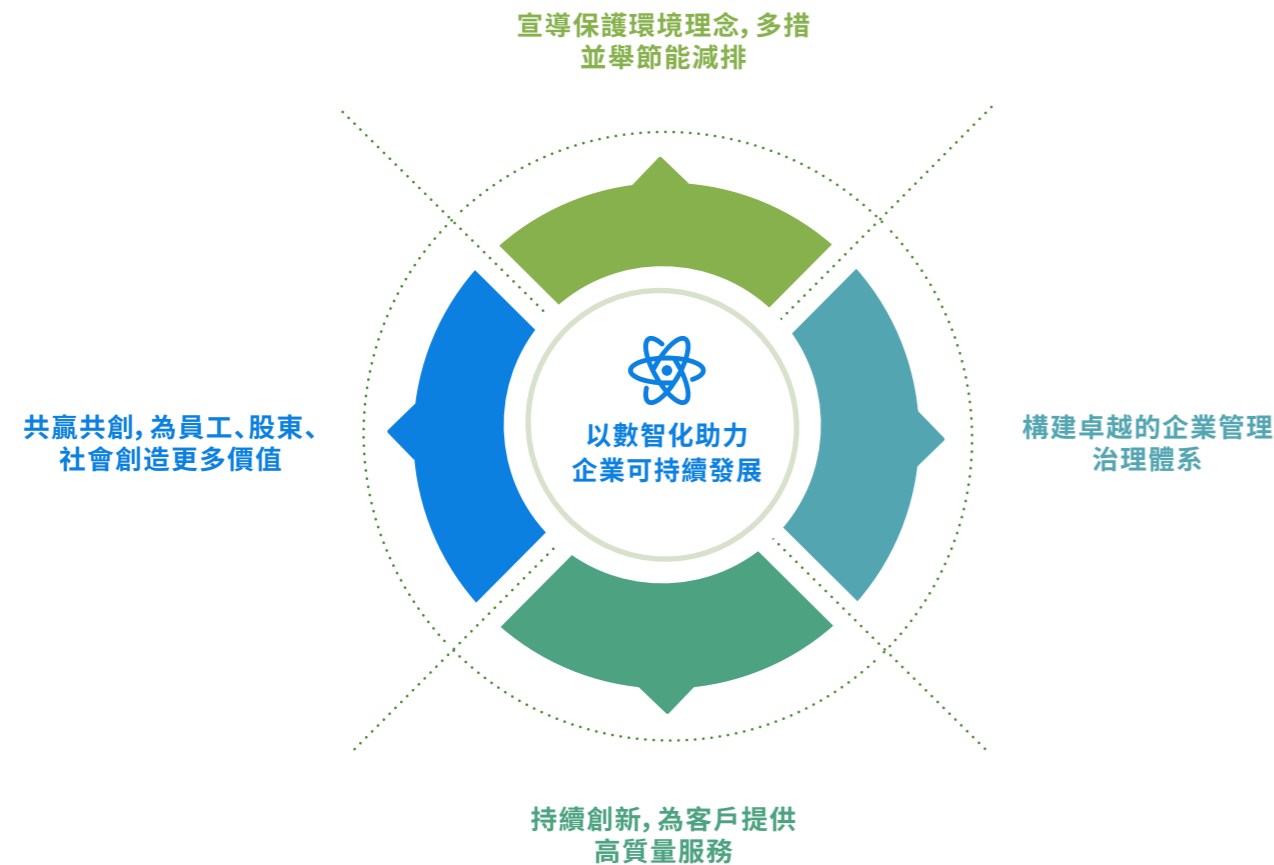 宣導保護環境理念，多措
並舉節能減排
共贏共創，為員工、股東、
社會創造更多價值
以數智化助力
企業可持續發展
構建卓越的企業管理
治理體系
持續創新，為客戶提供
高質量服務